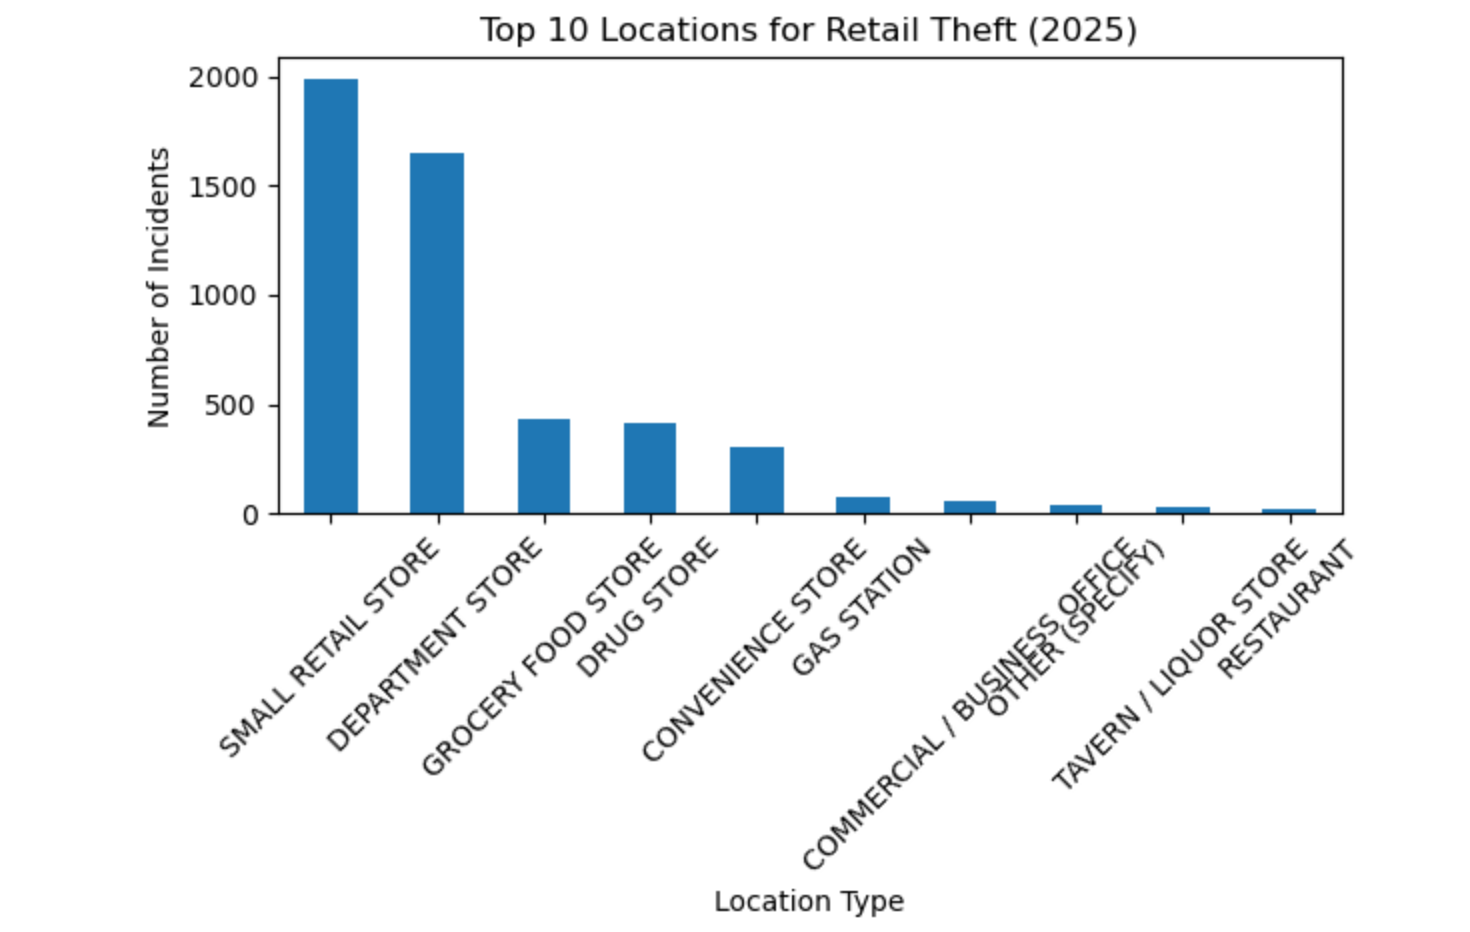 Top 10 Locations for Retail Theft (2025)
Number of Incidents
2000
1500
1000
500
0
SMALL RETAIL STORE
DEPARTMENT STORE
GROCERY FOOD STORE
DRUG STORE
CONVENIENCE STORE
GAS STATION
COMMERCIAL / BUSINESS OFFICE
OTHER (SPECIFY)
TAVERN / LIQUOR STORE
RESTAURANT
Location Type